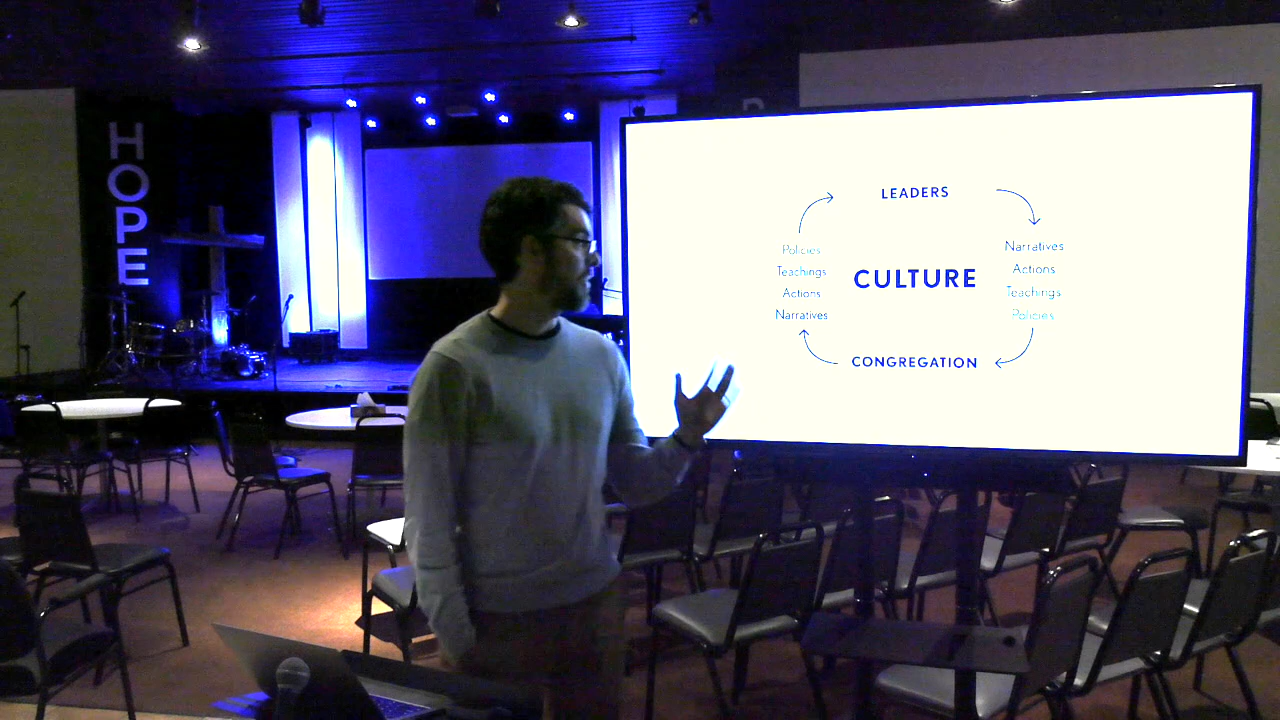 HOPE
LEADERS
Policies
Teachings
Actions
Narratives
CULTURE
Narratives
Actions
Teachings
Policies
CONGREGATION